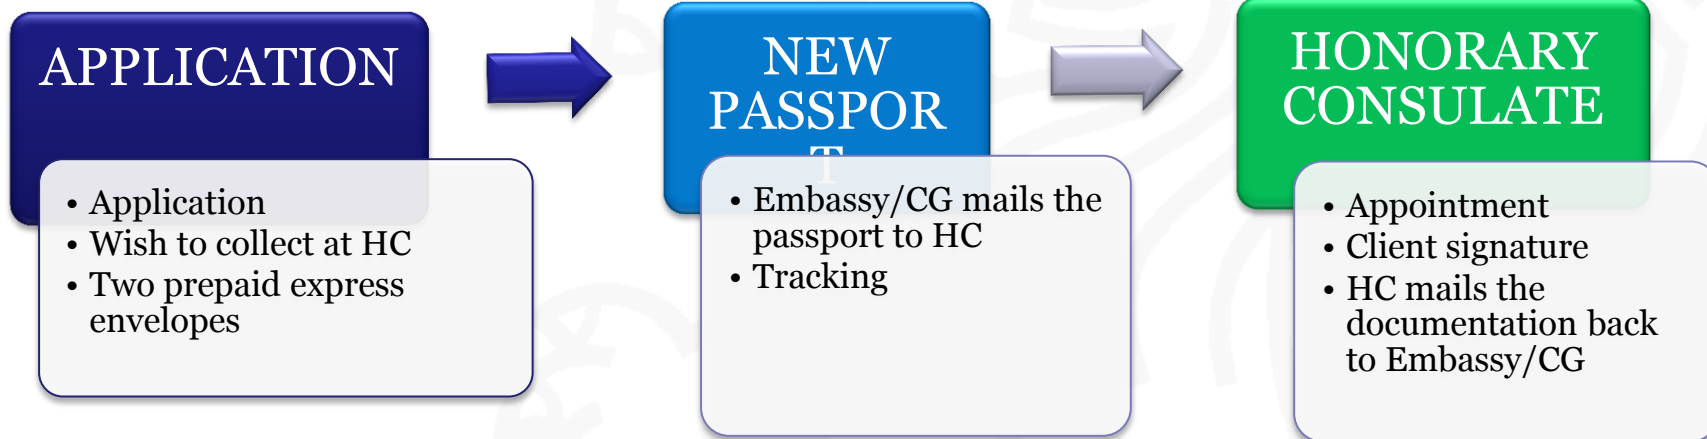 APPLICATION
• Application
• Wish to collect at HC
• Two prepaid express
envelopes
NEW
PASSPOR
T
• Embassy/CG mails the
passport to HC
• Tracking
HONORARY
CONSULATE
• Appointment
• Client signature
• HC mails the
documentation back
to Embassy/CG